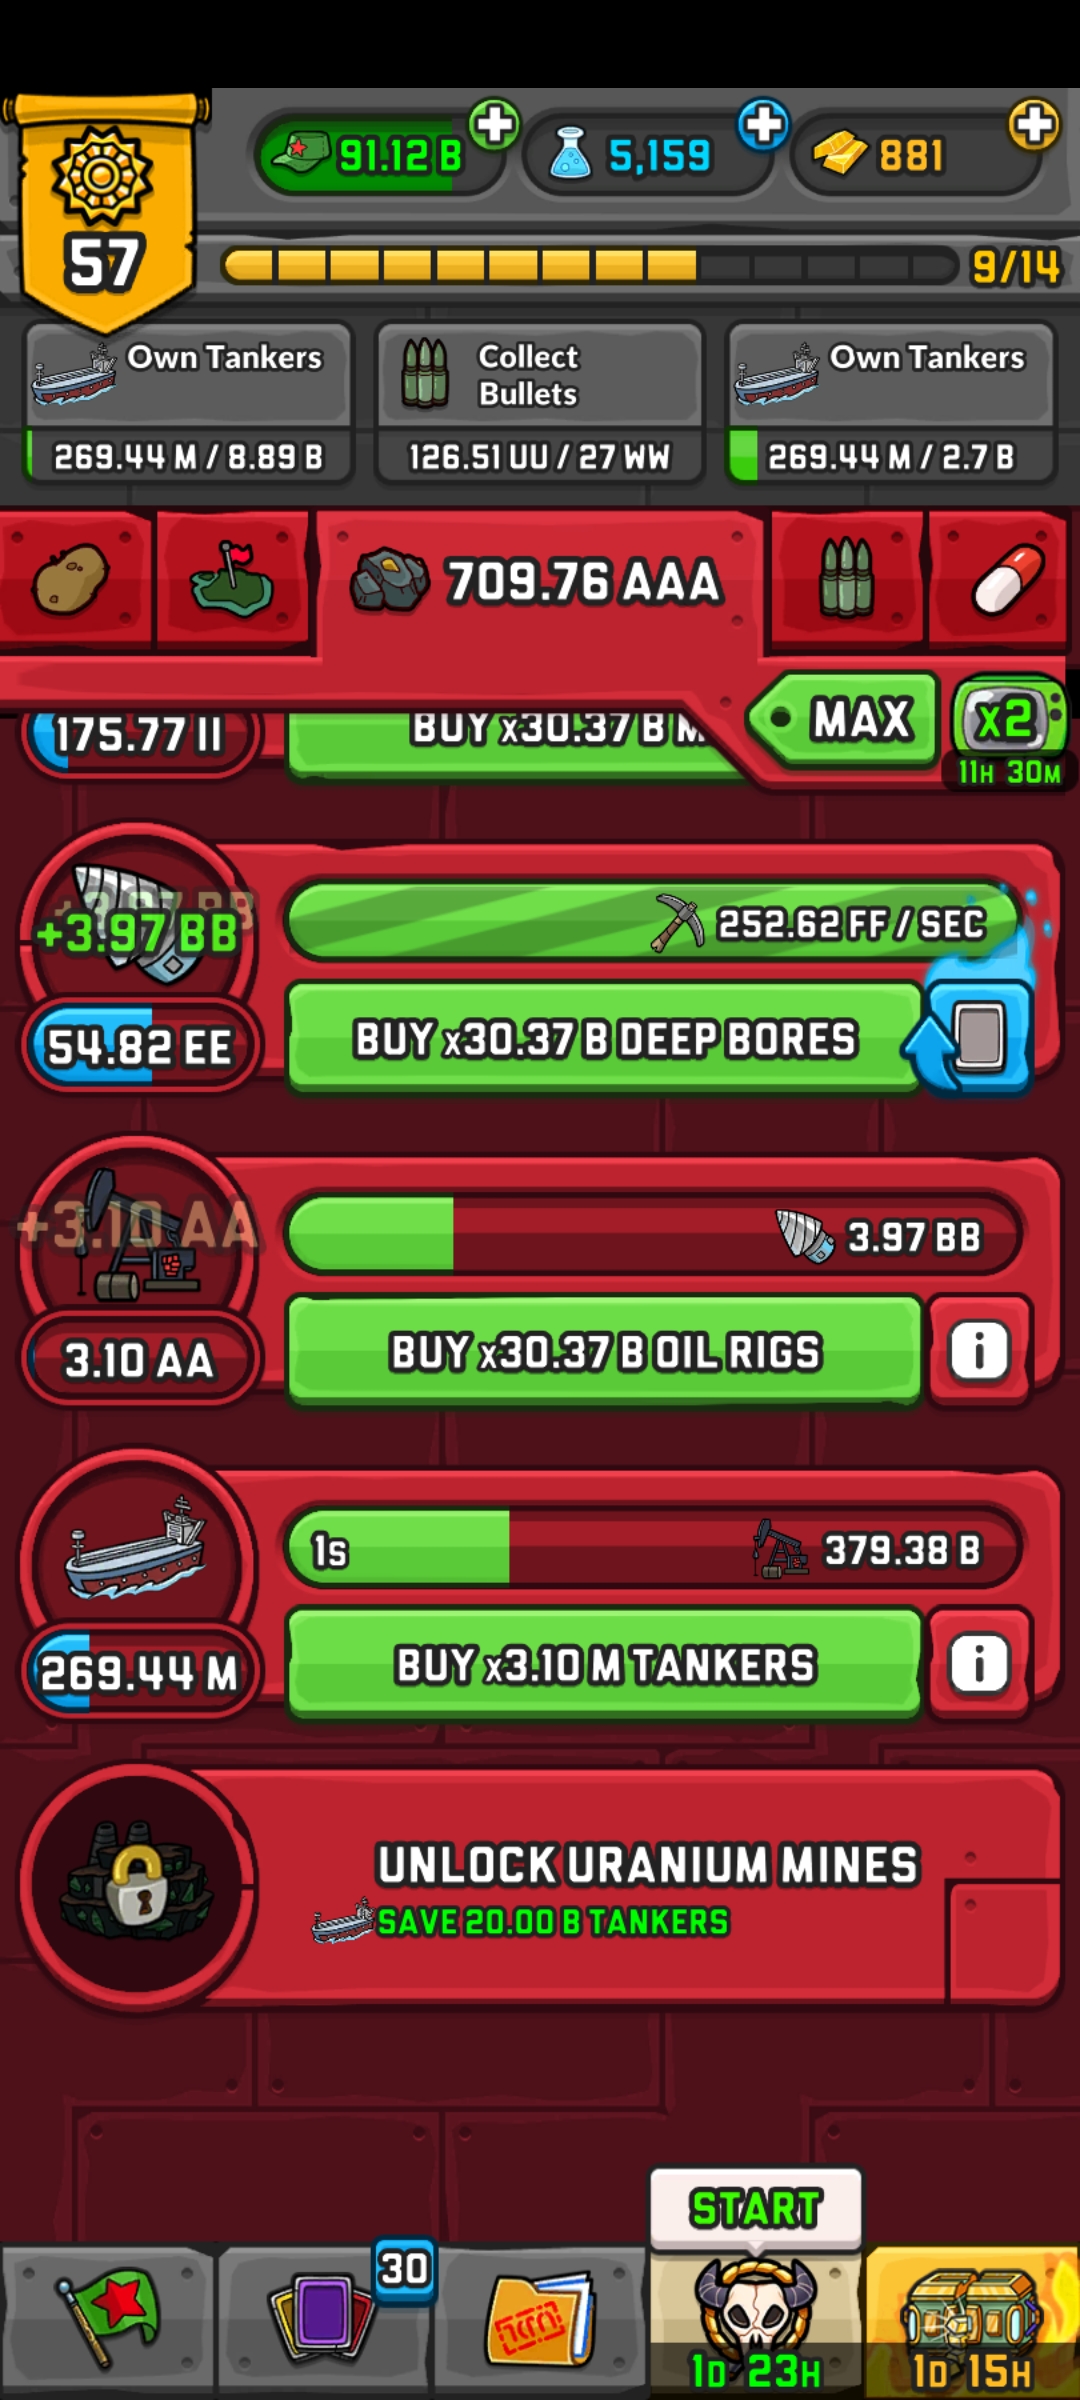 91.12 B
5,159
881
57
9/14
Own Tankers
269.44 M / 8.89 B
Collect
Bullets
126.51 UU / 27 WW
Own Tankers
269.44 M / 2.7 B
709.76 AAA
MAX
x2
11H 30M
175.77 II
BUY x30.37 B M
+3.97 BB
252.62 FF / SEC
54.82 EE
BUY x30.37 B DEEP BORES
+3.10 AA
3.97 BB
3.10 AA
BUY x30.37 B OIL RIGS
i
1s
379.38 B
269.44 M
BUY x3.10 M TANKERS
i
UNLOCK URANIUM MINES
SAVE 20.00 B TANKERS
START
30
1D 23H
1D 15H